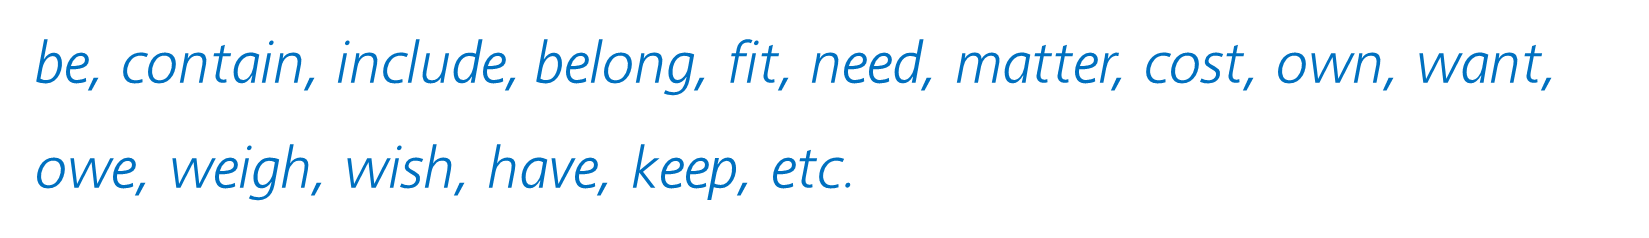 be, contain, include, belong, fit, need, matter, cost, own, want,
owe, weigh, wish, have, keep, etc.